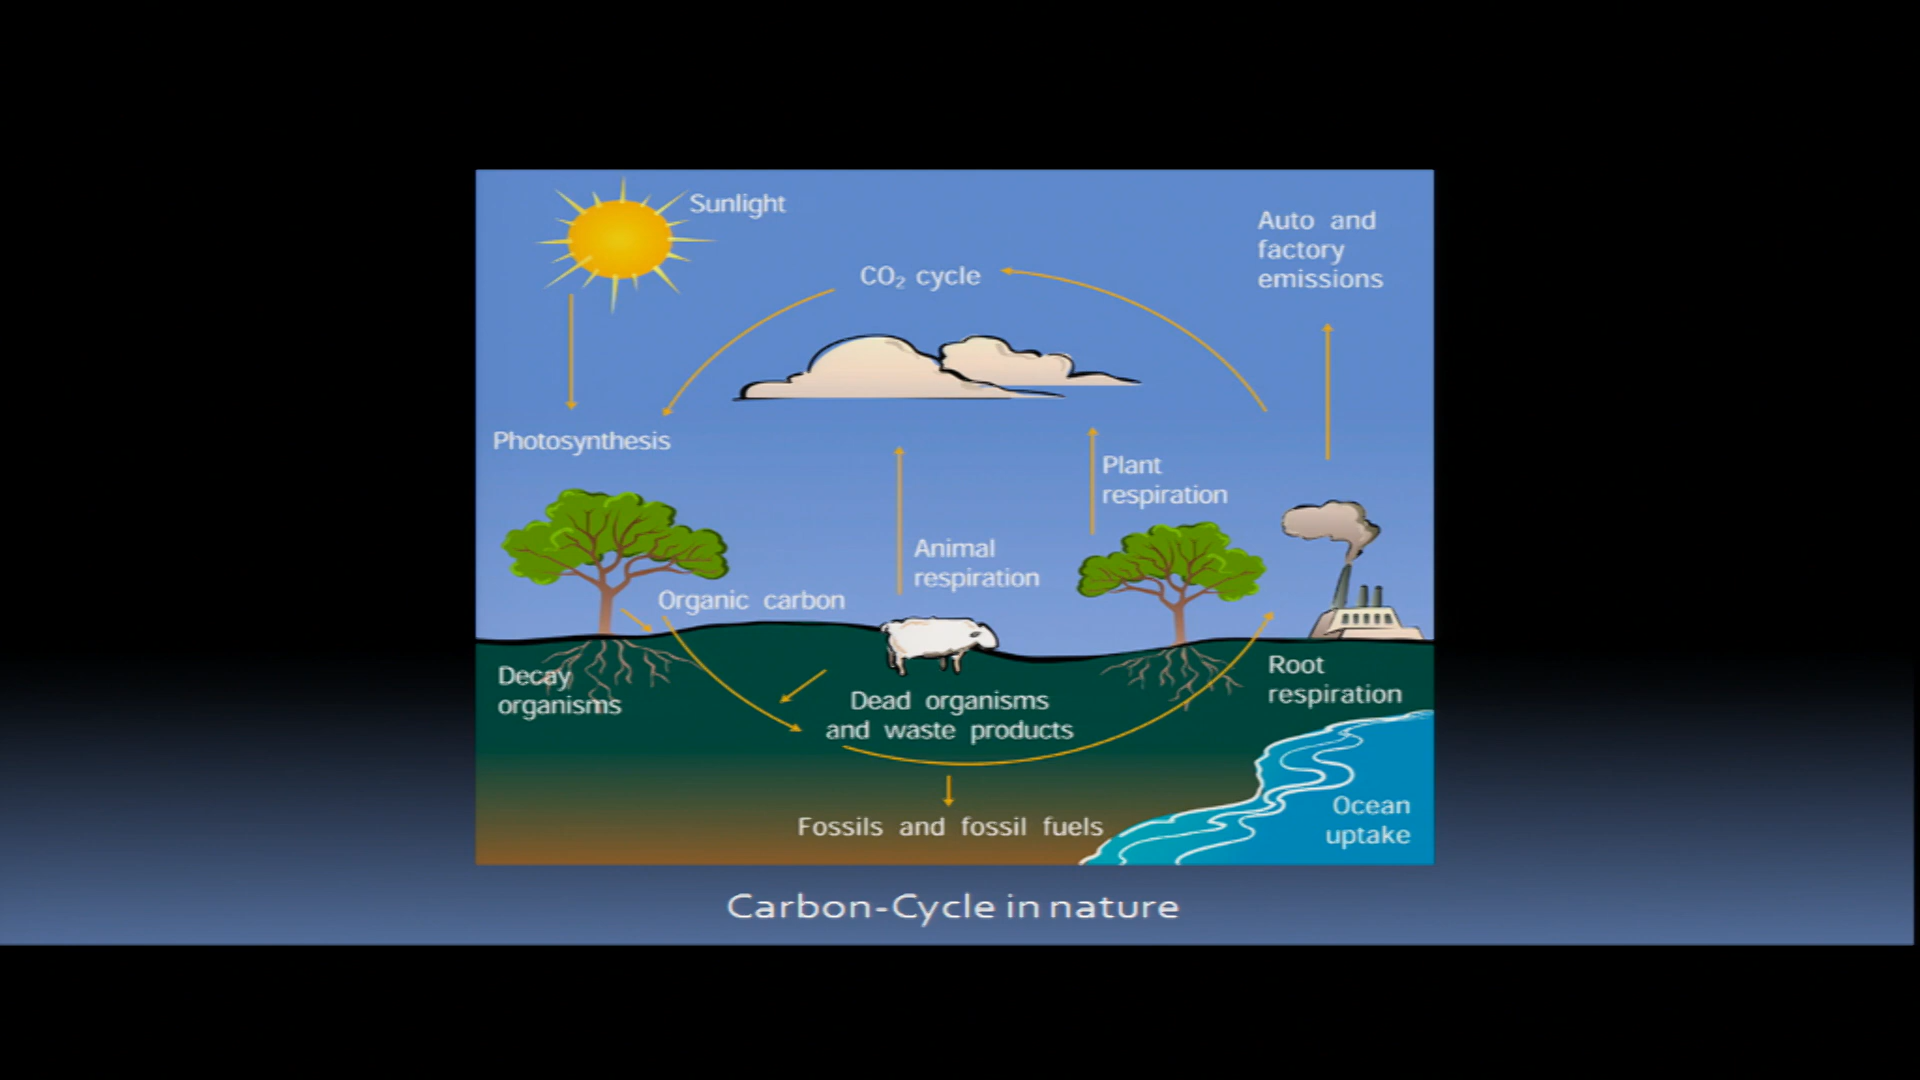 Sunlight
Auto and
factory
emissions
CO₂ cycle
Photosynthesis
Plant
respiration
Animal
respiration
Organic carbon
Decay
organisms
Dead organisms
and waste products
Root
respiration
Fossils and fossil fuels
Ocean
uptake
Carbon-Cycle in nature